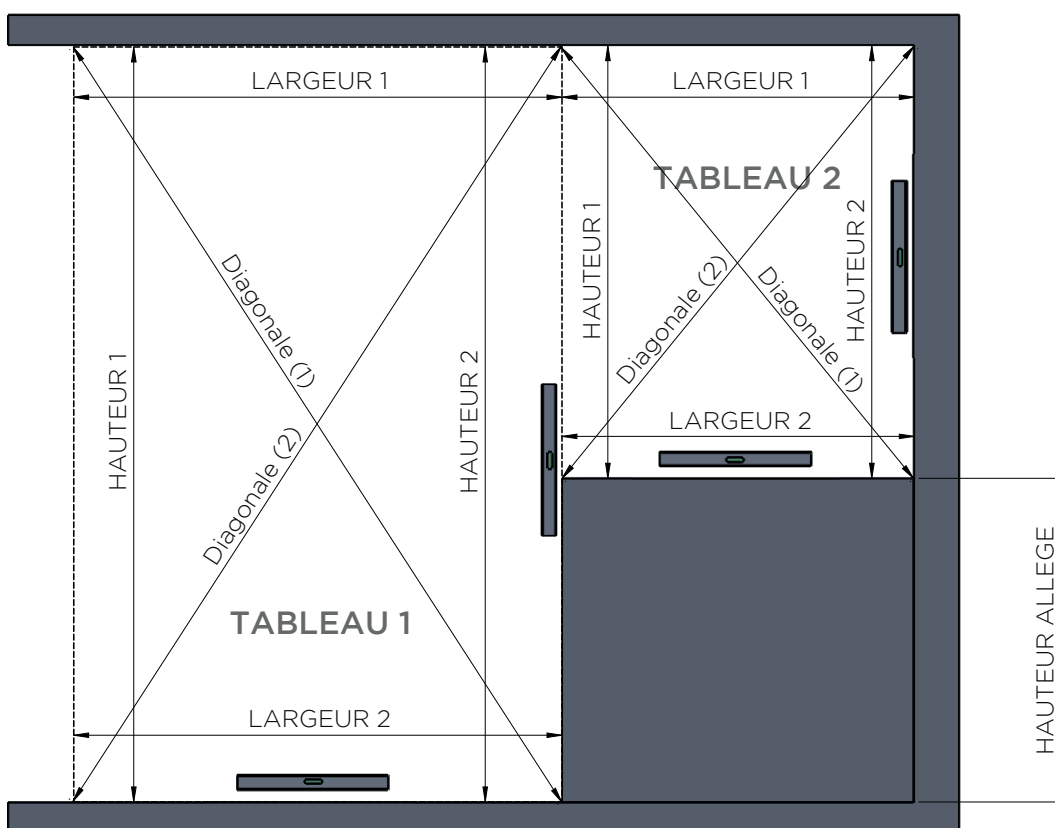 LARGEUR 1
LARGEUR 1
TABLEAU 2
HAUTEUR 1
HAUTEUR 2
Diagonale (2)
Diagonale (1)
Diagonale (1)
HAUTEUR 1
HAUTEUR 2
LARGEUR 2
Diagonale (2)
TABLEAU 1
HAUTEUR ALLEGE
LARGEUR 2